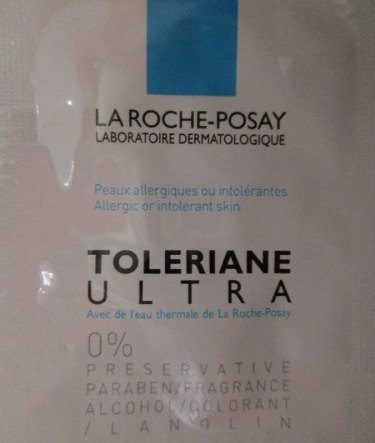 LA ROCHE-POSAY
LABORATOIRE DERMATOLOGIQUE
Peaux allergiques ou intolérantes
Allergic or intolerant skin
TOLERIANE
ULTRA
Avec de l'eau thermale de La Roche-Posay
0%
PRESERVATIVE
PARABEN/FRAGRANCE
ALCOHOL/COLORANT
/LANOLIN